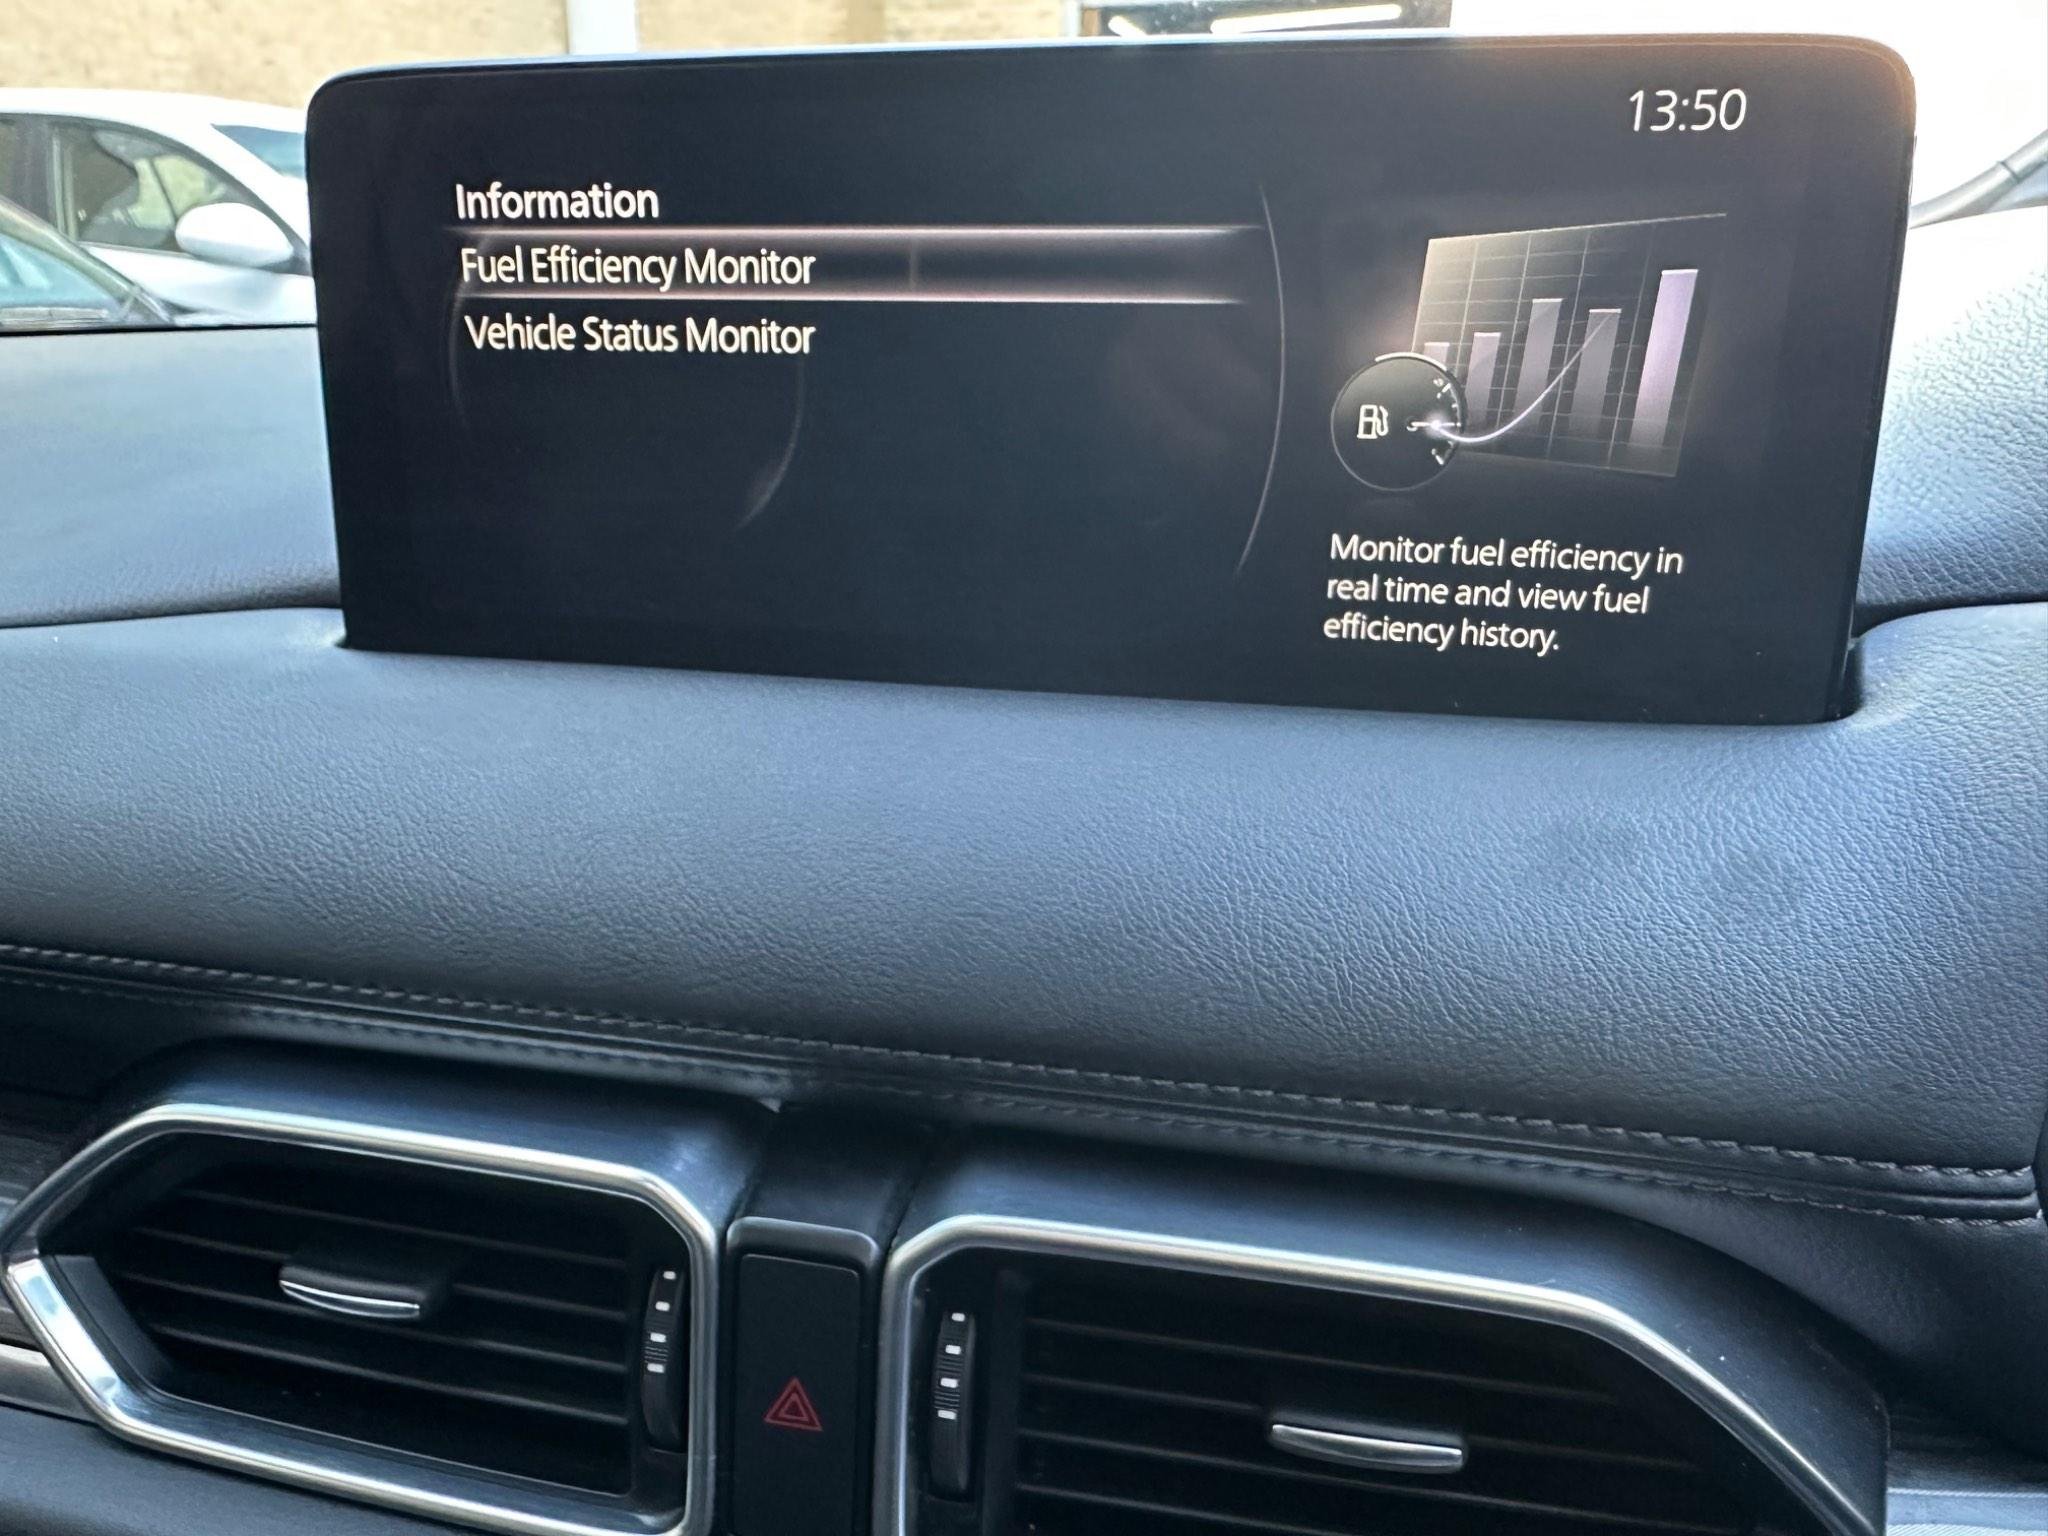 13:50
Information
Fuel Efficiency Monitor
Vehicle Status Monitor
Monitor fuel efficiency in
real time and view fuel
efficiency history.